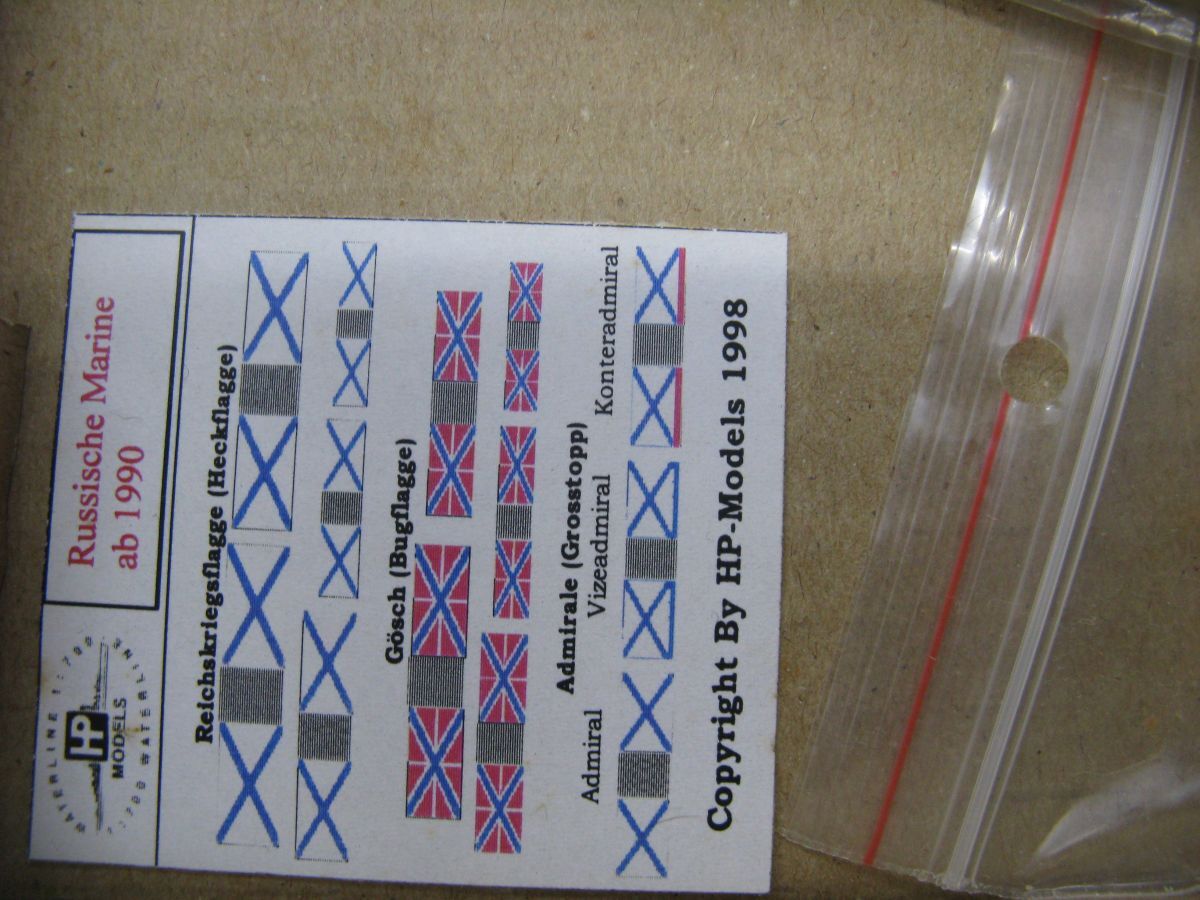 WATERLINE 1:700
HP
MODELS
1:700 WATERLINE
Russische Marine
ab 1990
Reichskriegsflagge (Heckflagge)
Gösch (Bugflagge)
Admirale (Grosstopp)
Admiral Vizeadmiral Konteradmiral
Copyright By HP-Models 1998